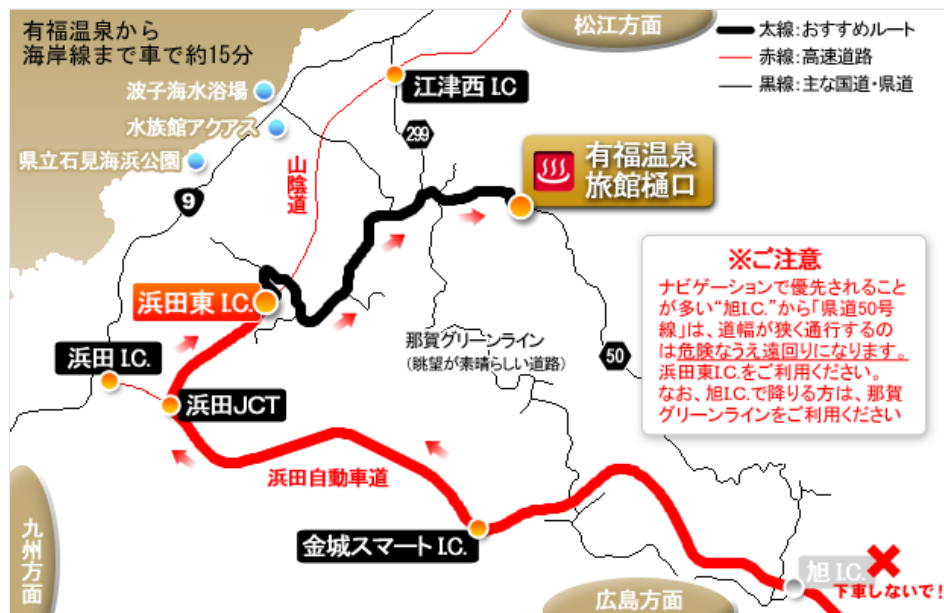 有福温泉から
海岸線まで車で約15分
松江方面
太線：おすすめルート
赤線：高速道路
黒線：主な国道・県道
波子海水浴場
水族館アクアス
県立石見海浜公園
江津西 I.C
299
有福温泉
旅館樋口
山陰道
9
浜田東 I.C.
※ご注意
ナビゲーションで優先されること
が多い“旭I.C.”から「県道50号
線」は、道幅が狭く通行するの
は危険なうえ遠回りになります。
浜田東I.C.をご利用ください。
なお、旭I.C.で降りる方は、那賀
グリーンラインをご利用ください
那賀グリーンライン
（眺望が素晴らしい道路）
50
浜田 I.C.
浜田JCT
浜田自動車道
金城スマート I.C.
旭 I.C.
下車しないで！
九州方面
広島方面